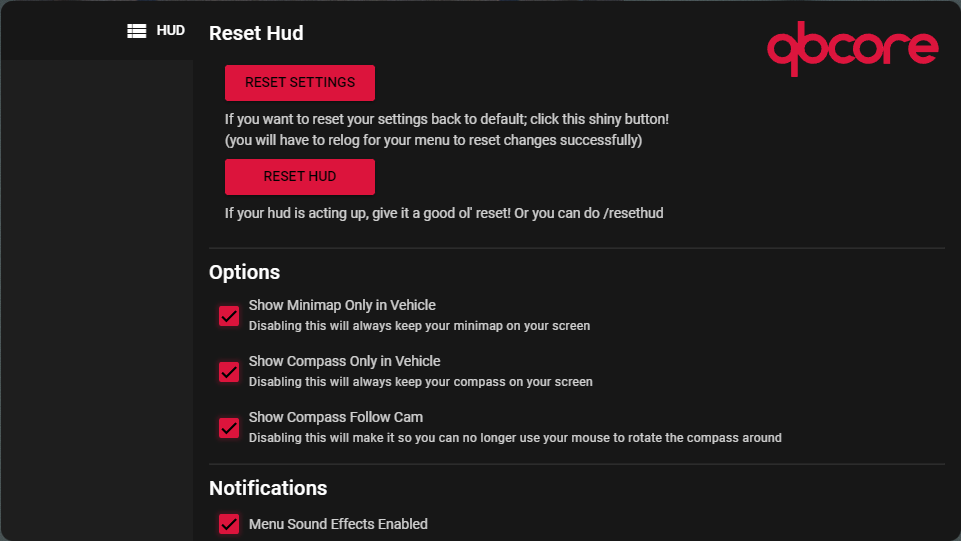 HUD
Reset Hud
qbcore
RESET SETTINGS
If you want to reset your settings back to default; click this shiny button!
(you will have to relog for your menu to reset changes successfully)
RESET HUD
If your hud is acting up, give it a good ol' reset! Or you can do /resethud
Options
Show Minimap Only in Vehicle
Disabling this will always keep your minimap on your screen
Show Compass Only in Vehicle
Disabling this will always keep your compass on your screen
Show Compass Follow Cam
Disabling this will make it so you can no longer use your mouse to rotate the compass around
Notifications
Menu Sound Effects Enabled